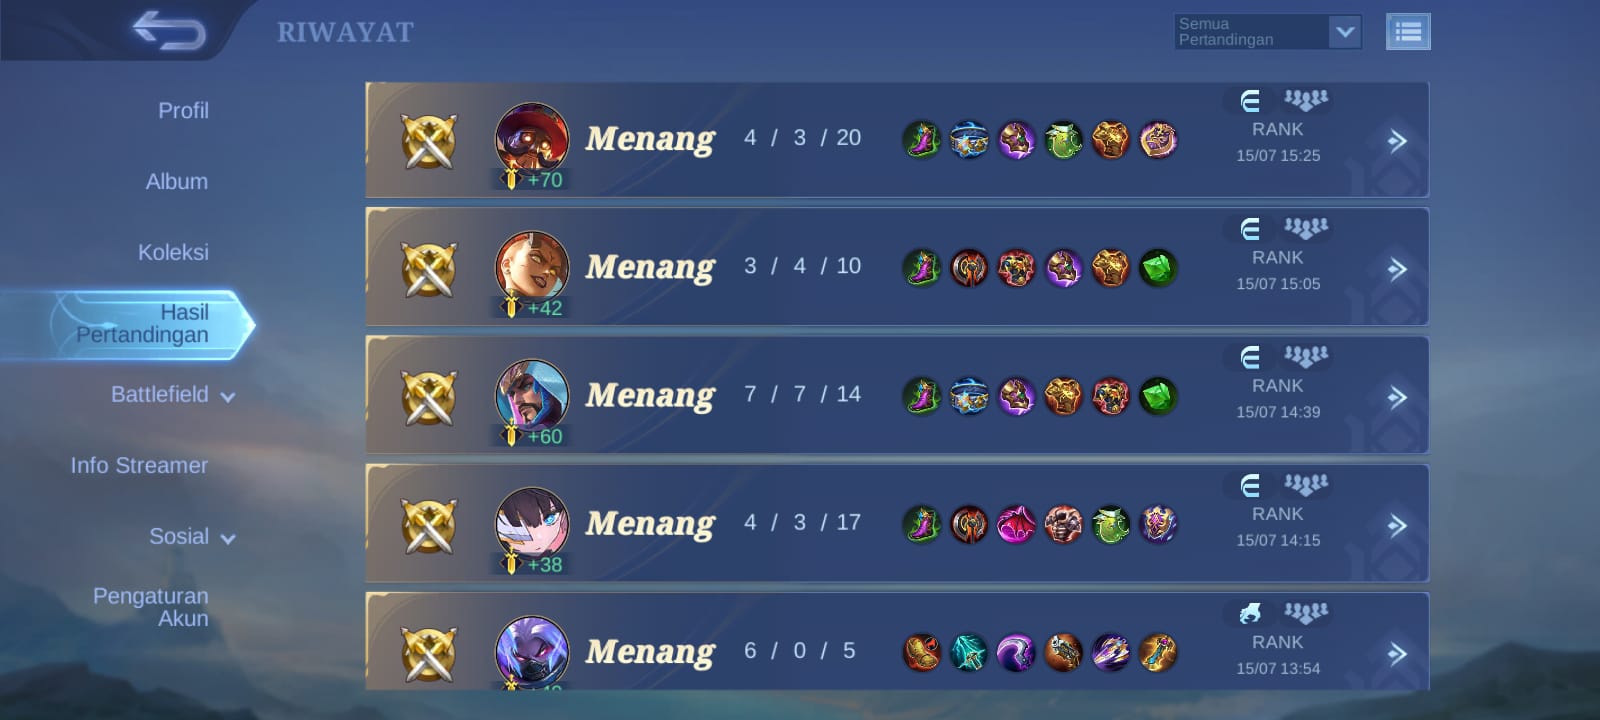 RIWAYAT
Semua
Pertandingan
Profil
Album
Koleksi
Hasil
Pertandingan
Battlefield
Info Streamer
Sosial
Pengaturan
Akun
Menang 4 / 3 / 20
+70
RANK
15/07 15:25
Menang 3 / 4 / 10
+42
RANK
15/07 15:05
Menang 7 / 7 / 14
+60
RANK
15/07 14:39
Menang 4 / 3 / 17
+38
RANK
15/07 14:15
Menang 6 / 0 / 5
RANK
15/07 13:54